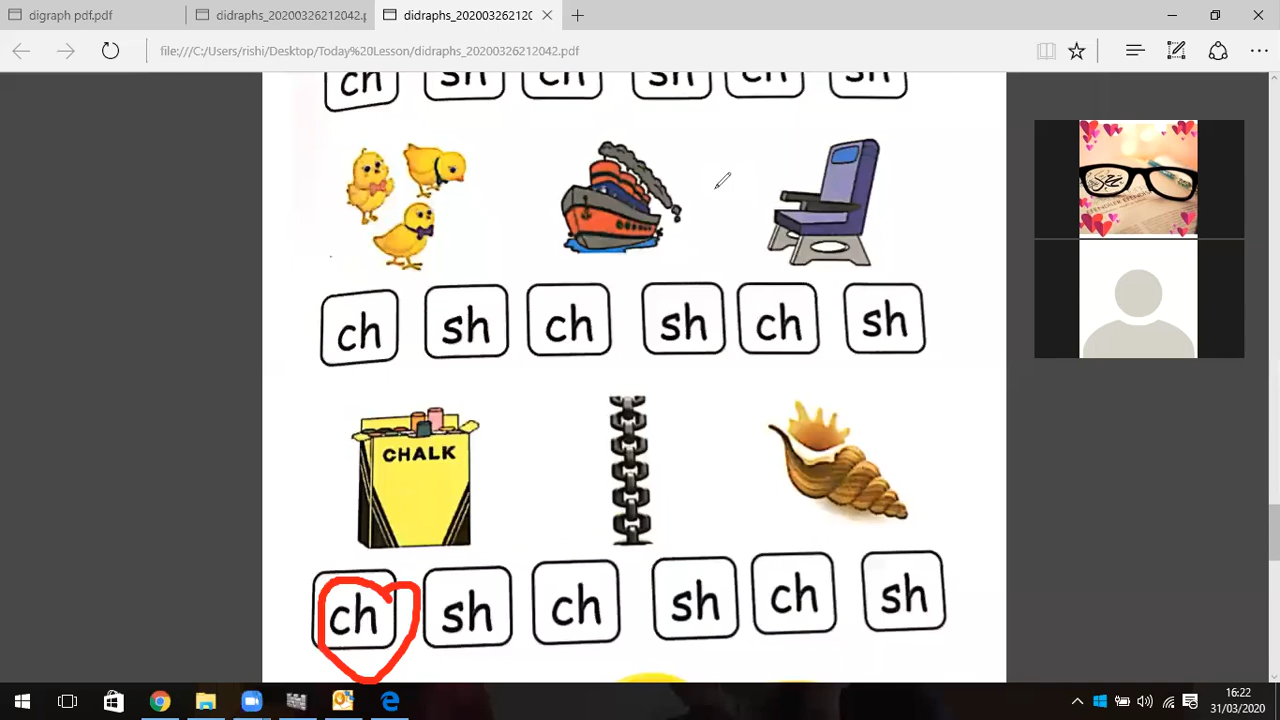 digraph pdf.pdf
didraphs_20200326212042.p
didraphs_202003262120
file:///C:/Users/rishi/Desktop/Today%20Lesson/didraphs_20200326212042.pdf
ch sh ch sh ch sh
ch sh ch sh ch sh
CHALK
ch sh ch sh ch sh
16:22
31/03/2020